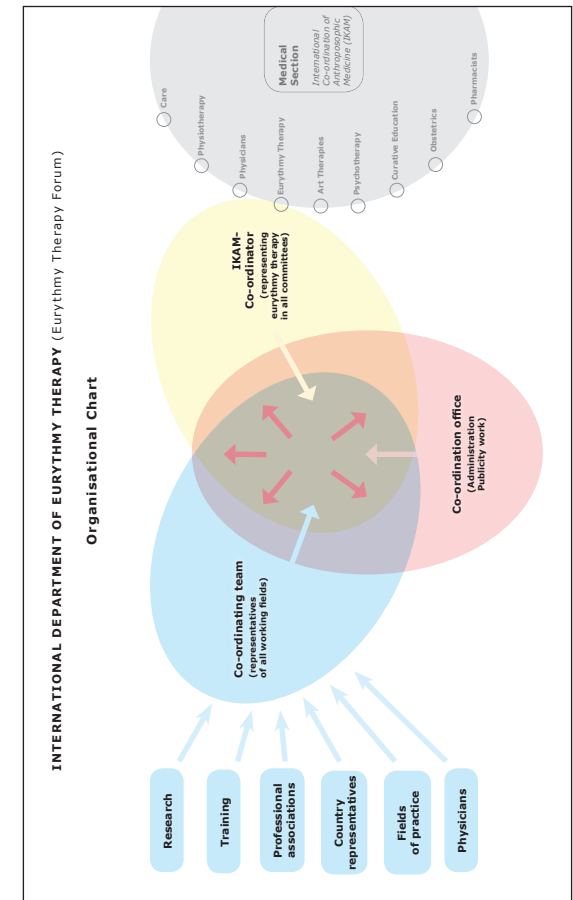 INTERNATIONAL DEPARTMENT OF EURYTHMY THERAPY (Eurythmy Therapy Forum)
Organisational Chart
Research
Training
Professional
associations
Country
representatives
Fields
of practice
Physicians
Co-ordinating team
(representatives
of all working fields)
Co-ordination office
(Administration
Publicity work)
IKAM-
Co-ordinator
(representing
eurythmy therapy
in all committees)
Care
Physiotherapy
Physicians
Eurythmy Therapy
Art Therapies
Psychotherapy
Curative Education
Obstetrics
Pharmacists
Medical
Section
International
Co-ordination of
Anthroposophic
Medicine (IKAM)